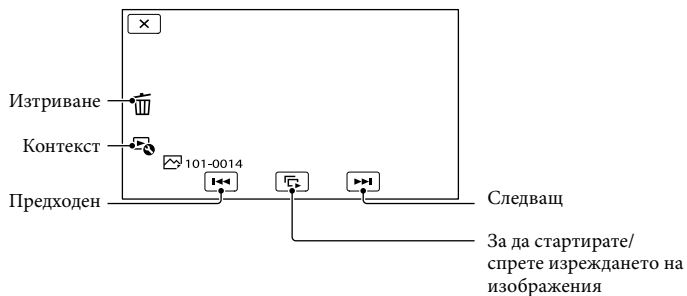 Изтриване
Контекст
101-0014
Предходен
Следващ
За да стартирате/
спрете изреждането на
изображения